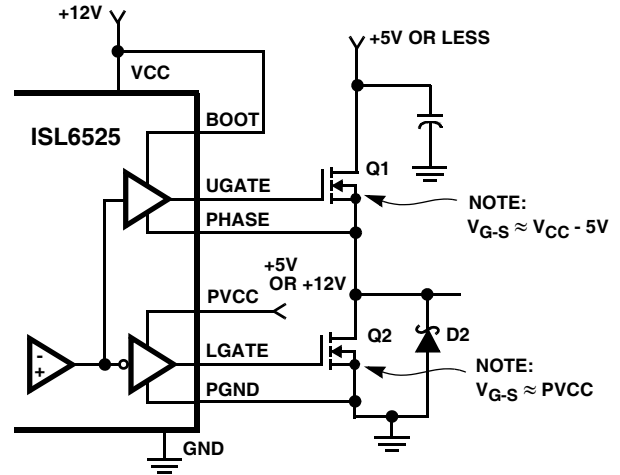 +12V
+5V OR LESS
VCC
BOOT
ISL6525
Q1
UGATE
NOTE:
VG-S ≈ VCC - 5V
PHASE
+5V
OR +12V
PVCC
Q2
D2
LGATE
- +
NOTE:
VG-S ≈ PVCC
PGND
GND